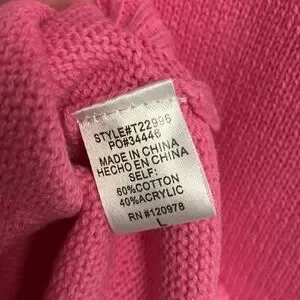 STYLE#T22996
PO#34446
MADE IN CHINA
HECHO EN CHINA
SELF:
60%COTTON
40%ACRYLIC
RN#120978
L